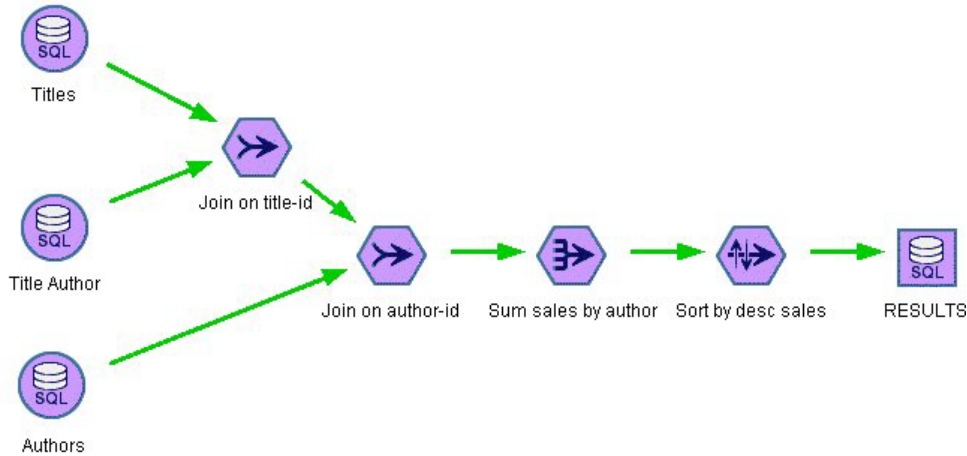 SQL
Titles
Join on title-id
SQL
Title Author
Join on author-id
Sum sales by author
Sort by desc sales
SQL
RESULTS
SQL
Authors